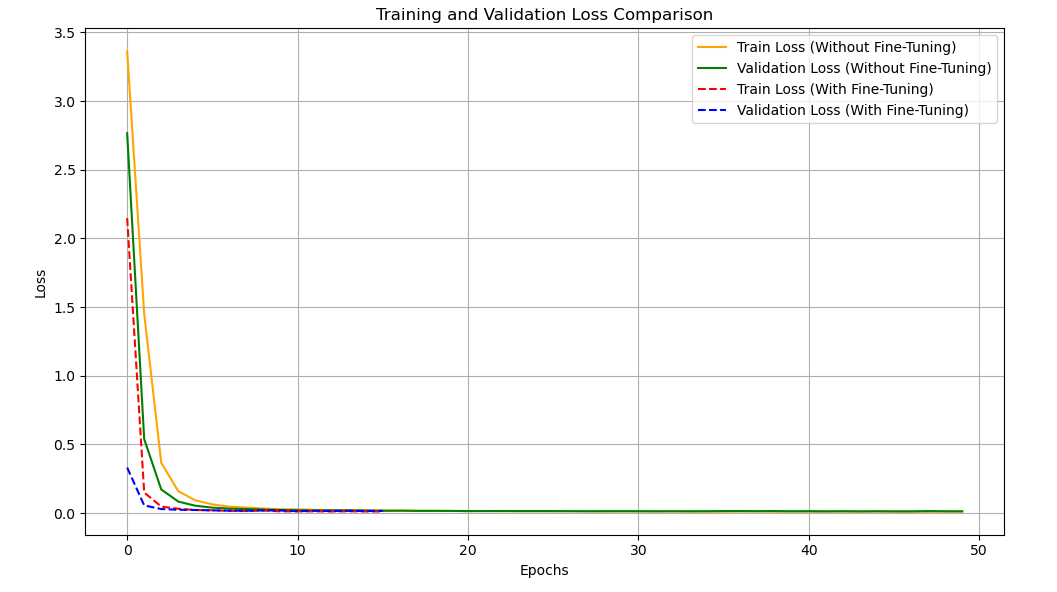 Training and Validation Loss Comparison
3.5
3.0
2.5
2.0
1.5
1.0
0.5
0.0
Loss
Train Loss (Without Fine-Tuning)
Validation Loss (Without Fine-Tuning)
Train Loss (With Fine-Tuning)
Validation Loss (With Fine-Tuning)
0 10 20 30 40 50
Epochs